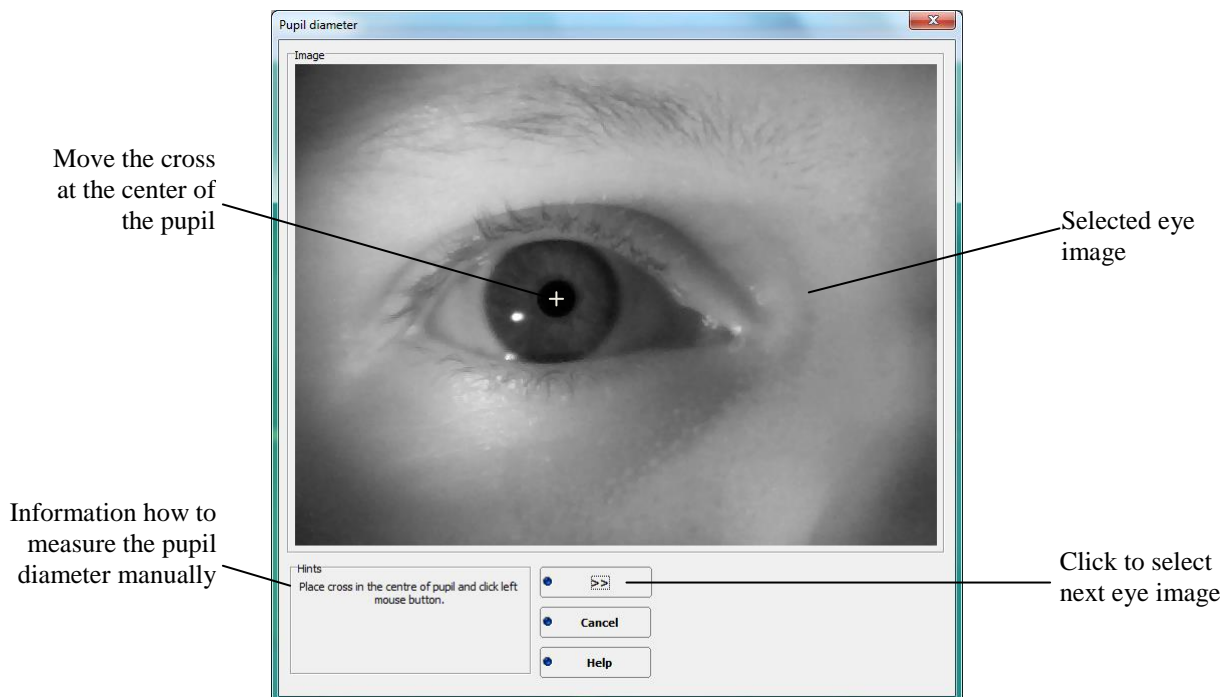 Pupil diameter
Image
Move the cross
at the center of
the pupil
Selected eye
image
Information how to
measure the pupil
diameter manually
Hints
Place cross in the centre of pupil and click left
mouse button.
>>
Click to select
next eye image
Cancel
Help